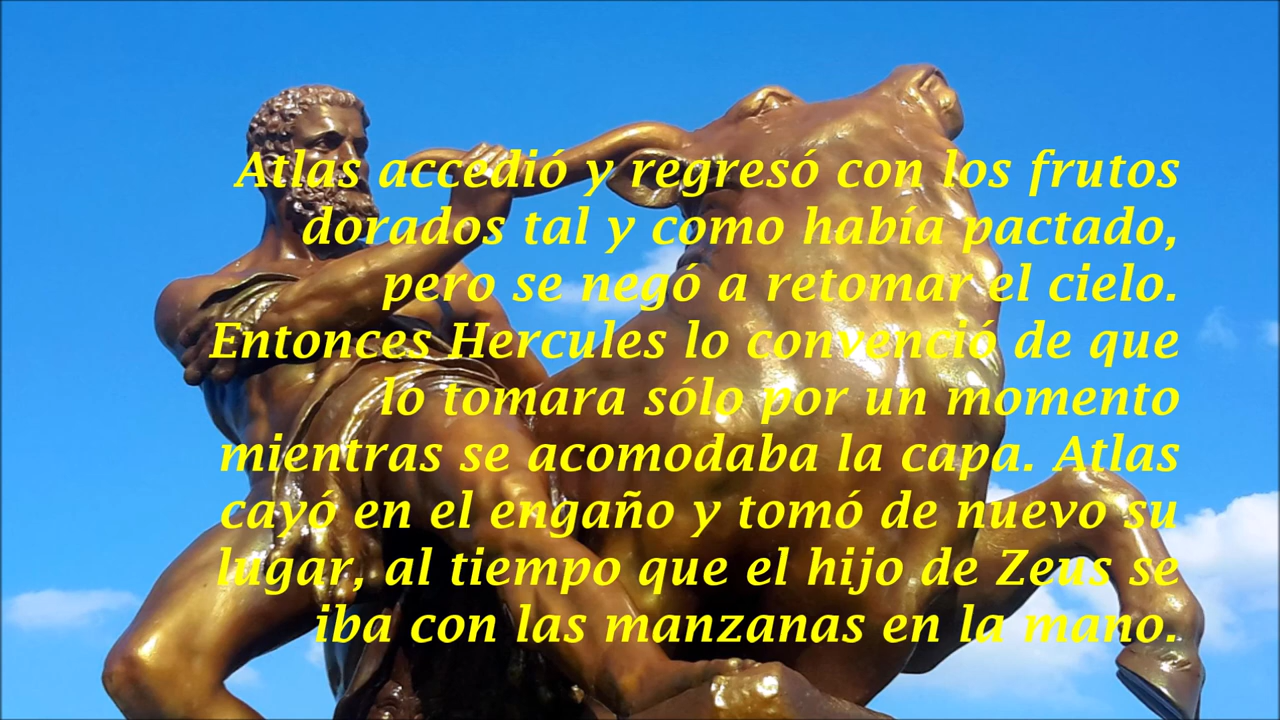 Atlas accedió y regresó con los frutos
dorados tal y como había pactado,
pero se negó a retomar el cielo.
Entonces Hercules lo convenció de que
lo tomara sólo por un momento
mientras se acomodaba la capa. Atlas
cayó en el engaño y tomó de nuevo su
lugar, al tiempo que el hijo de Zeus se
iba con las manzanas en la mano.